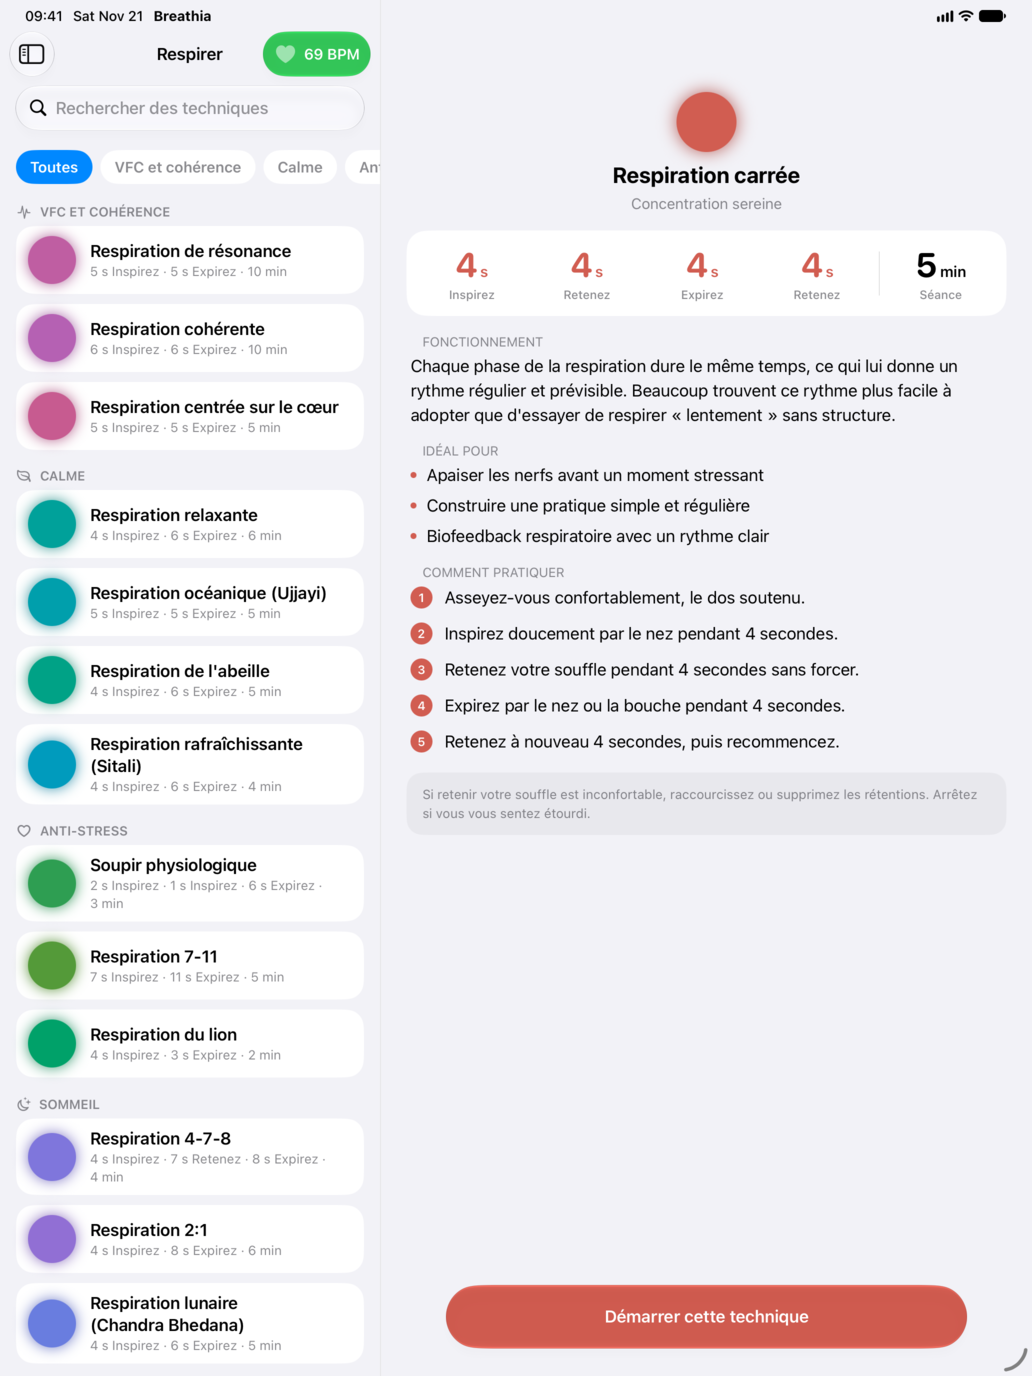 09:41 Sat Nov 21 Breathia
Respirer
69 BPM
Rechercher des techniques
Toutes
VFC et cohérence
Calme
VFC ET COHÉRENCE
Respiration de résonance
5 s Inspirez · 5 s Expirez · 10 min
Respiration cohérente
6 s Inspirez · 6 s Expirez · 10 min
Respiration centrée sur le cœur
5 s Inspirez · 5 s Expirez · 5 min
CALME
Respiration relaxante
4 s Inspirez · 6 s Expirez · 6 min
Respiration océanique (Ujjayi)
5 s Inspirez · 5 s Expirez · 5 min
Respiration de l'abeille
4 s Inspirez · 6 s Expirez · 5 min
Respiration rafraîchissante
(Sitali)
4 s Inspirez · 6 s Expirez · 4 min
ANTI-STRESS
Soupir physiologique
2 s Inspirez · 1 s Inspirez · 6 s Expirez ·
3 min
Respiration 7-11
7 s Inspirez · 11 s Expirez · 5 min
Respiration du lion
4 s Inspirez · 3 s Expirez · 2 min
SOMMEIL
Respiration 4-7-8
4 s Inspirez · 7 s Retenez · 8 s Expirez ·
4 min
Respiration 2:1
4 s Inspirez · 8 s Expirez · 6 min
Respiration lunaire
(Chandra Bhedana)
4 s Inspirez · 6 s Expirez · 5 min
Respiration carrée
Concentration sereine
4 s
Inspirez
4 s
Retenez
4 s
Expirez
4 s
Retenez
5 min
Séance
FONCTIONNEMENT
Chaque phase de la respiration dure le même temps, ce qui lui donne un
rythme régulier et prévisible. Beaucoup trouvent ce rythme plus facile à
adopter que d'essayer de respirer « lentement » sans structure.
IDÉAL POUR
• Apaiser les nerfs avant un moment stressant
• Construire une pratique simple et régulière
• Biofeedback respiratoire avec un rythme clair
COMMENT PRATIQUER
1 Asseyez-vous confortablement, le dos soutenu.
2 Inspirez doucement par le nez pendant 4 secondes.
3 Retenez votre souffle pendant 4 secondes sans forcer.
4 Expirez par le nez ou la bouche pendant 4 secondes.
5 Retenez à nouveau 4 secondes, puis recommencez.
Si retenir votre souffle est inconfortable, raccourcissez ou supprimez les rétentions. Arrêtez
si vous vous sentez étourdi.
Démarrer cette technique